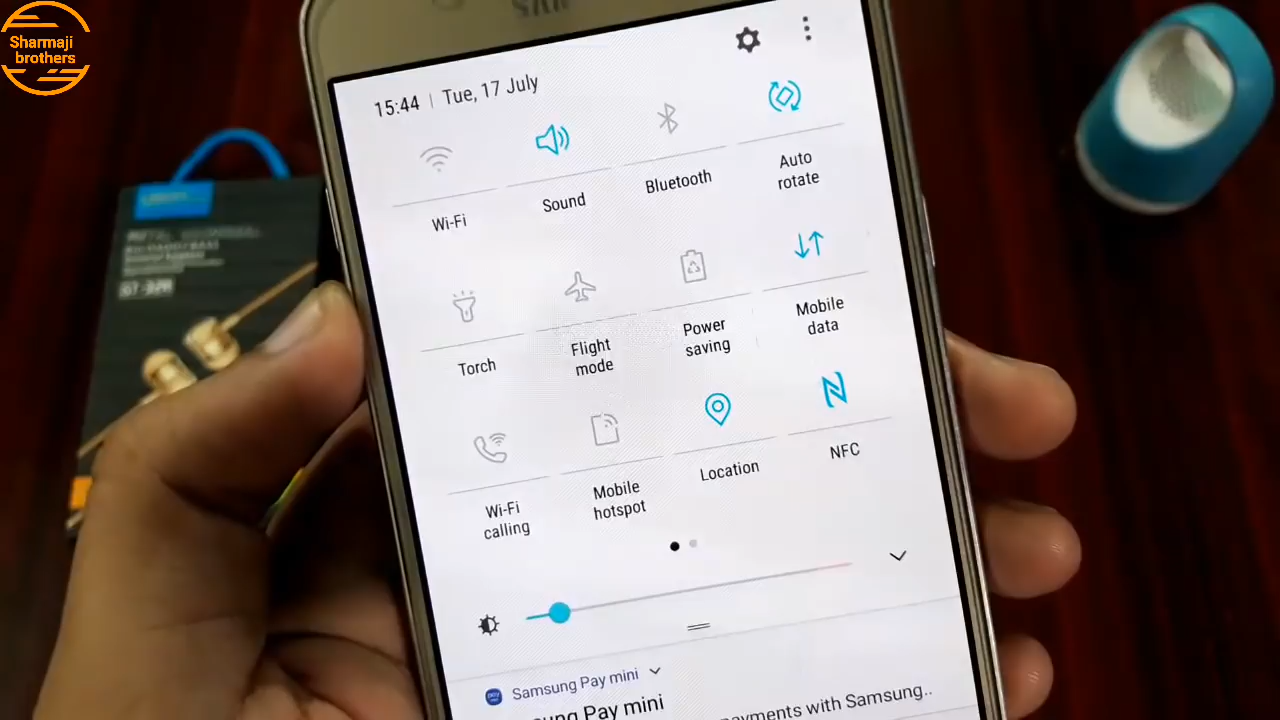 Sharmaji
brothers
15:44 | Tue, 17 July
Wi-Fi
Sound
Bluetooth
Auto
rotate
Torch
Flight
mode
Power
saving
Mobile
data
Wi-Fi
calling
Mobile
hotspot
Location
NFC
pay
Samsung Pay mini
Pay mini
payments with Samsung..